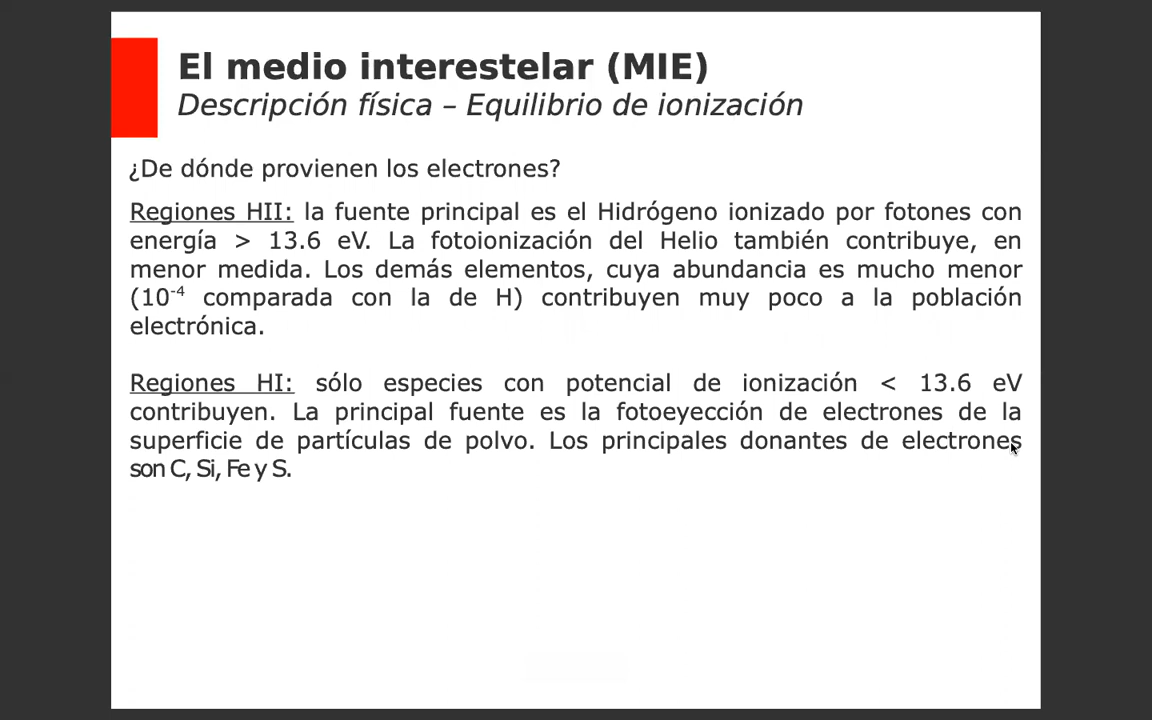 El medio interestelar (MIE)
Descripción física – Equilibrio de ionización
¿De dónde provienen los electrones?
Regiones HII: la fuente principal es el Hidrógeno ionizado por fotones con
energía > 13.6 eV. La fotoionización del Helio también contribuye, en
menor medida. Los demás elementos, cuya abundancia es mucho menor
(10⁻⁴ comparada con la de H) contribuyen muy poco a la población
electrónica.
Regiones HI: sólo especies con potencial de ionización < 13.6 eV
contribuyen. La principal fuente es la fotoeyección de electrones de la
superficie de partículas de polvo. Los principales donantes de electrones
son C, Si, Fe y S.